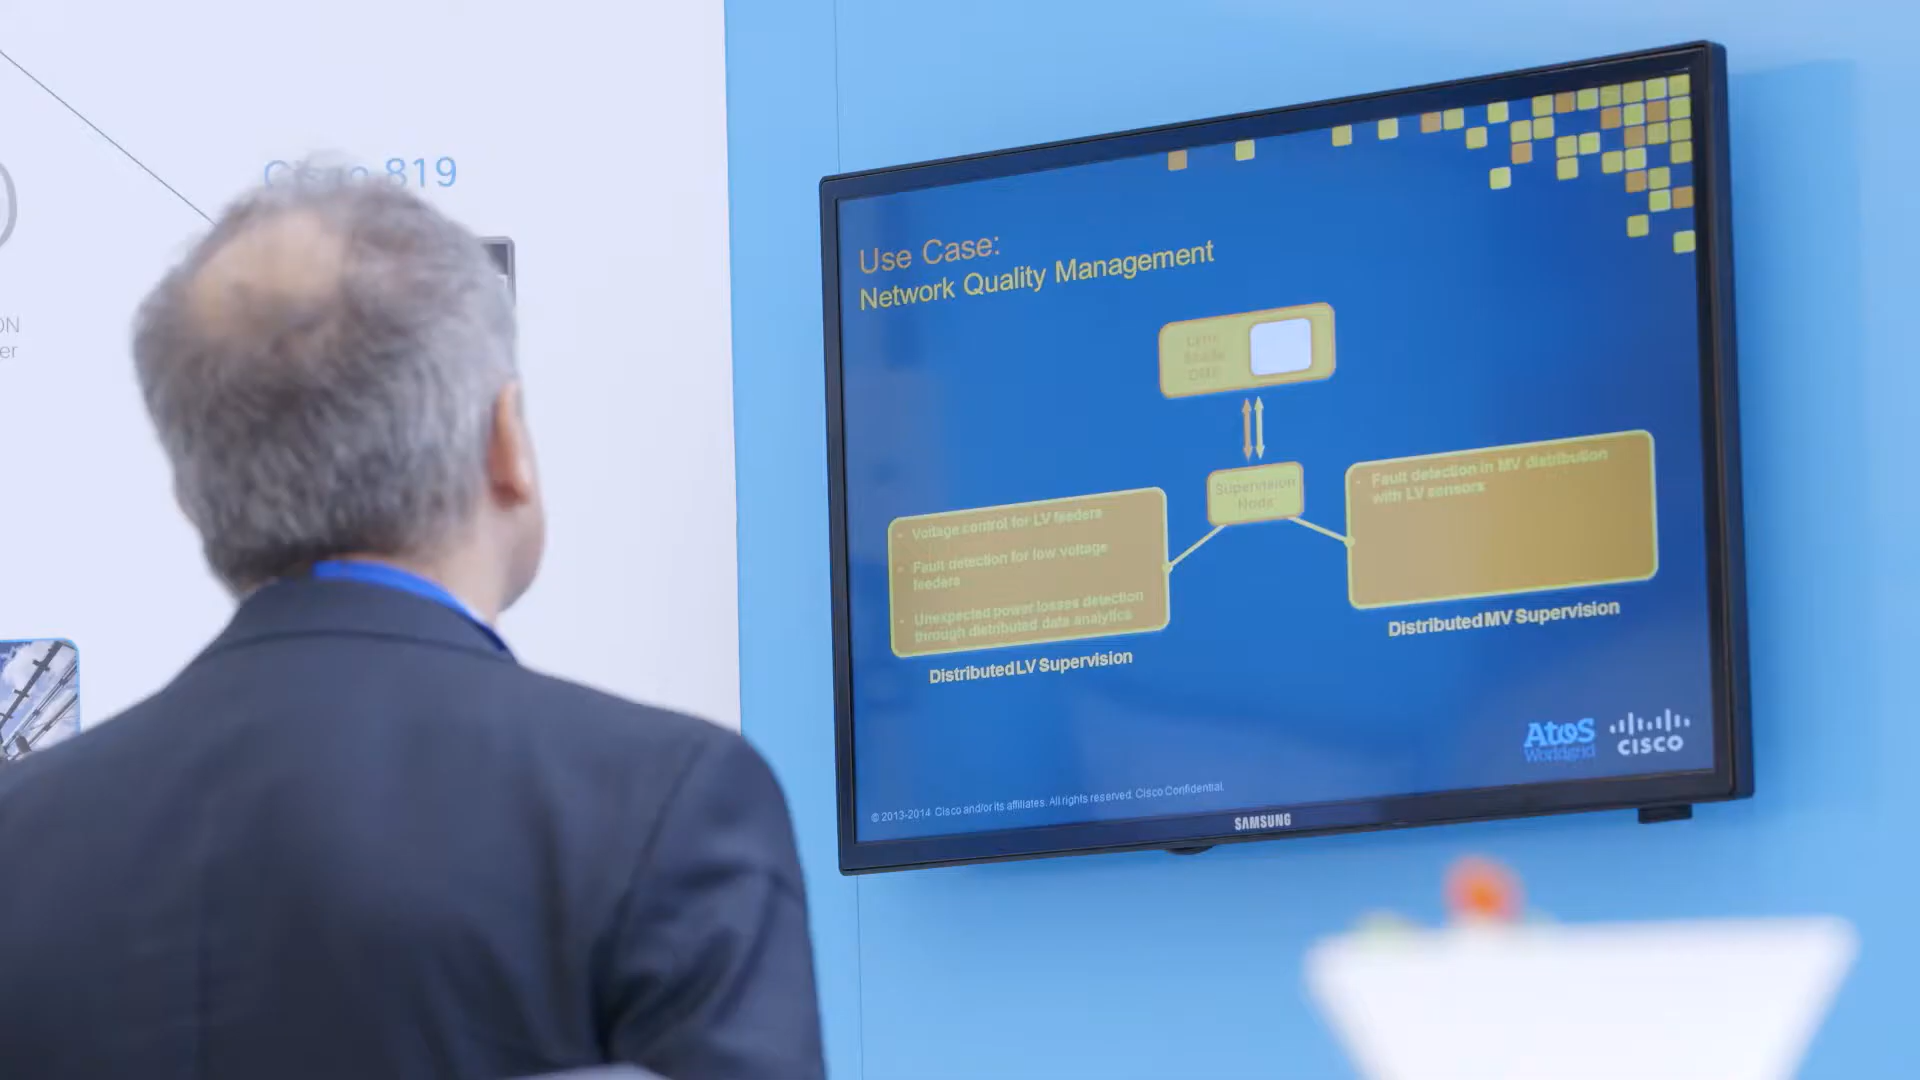 Cisco 819
ON
er
Use Case:
Network Quality Management
Supervision
Node
• Voltage control for LV feeders
• Fault detection for low voltage
feeders
• Unexpected power losses detection
through distributed data analytics
Distributed LV Supervision
• Fault detection in MV distribution
with LV sensors
Distributed MV Supervision
Atos
Worldgrid
CISCO
© 2013-2014 Cisco and/or its affiliates. All rights reserved. Cisco Confidential.
SAMSUNG